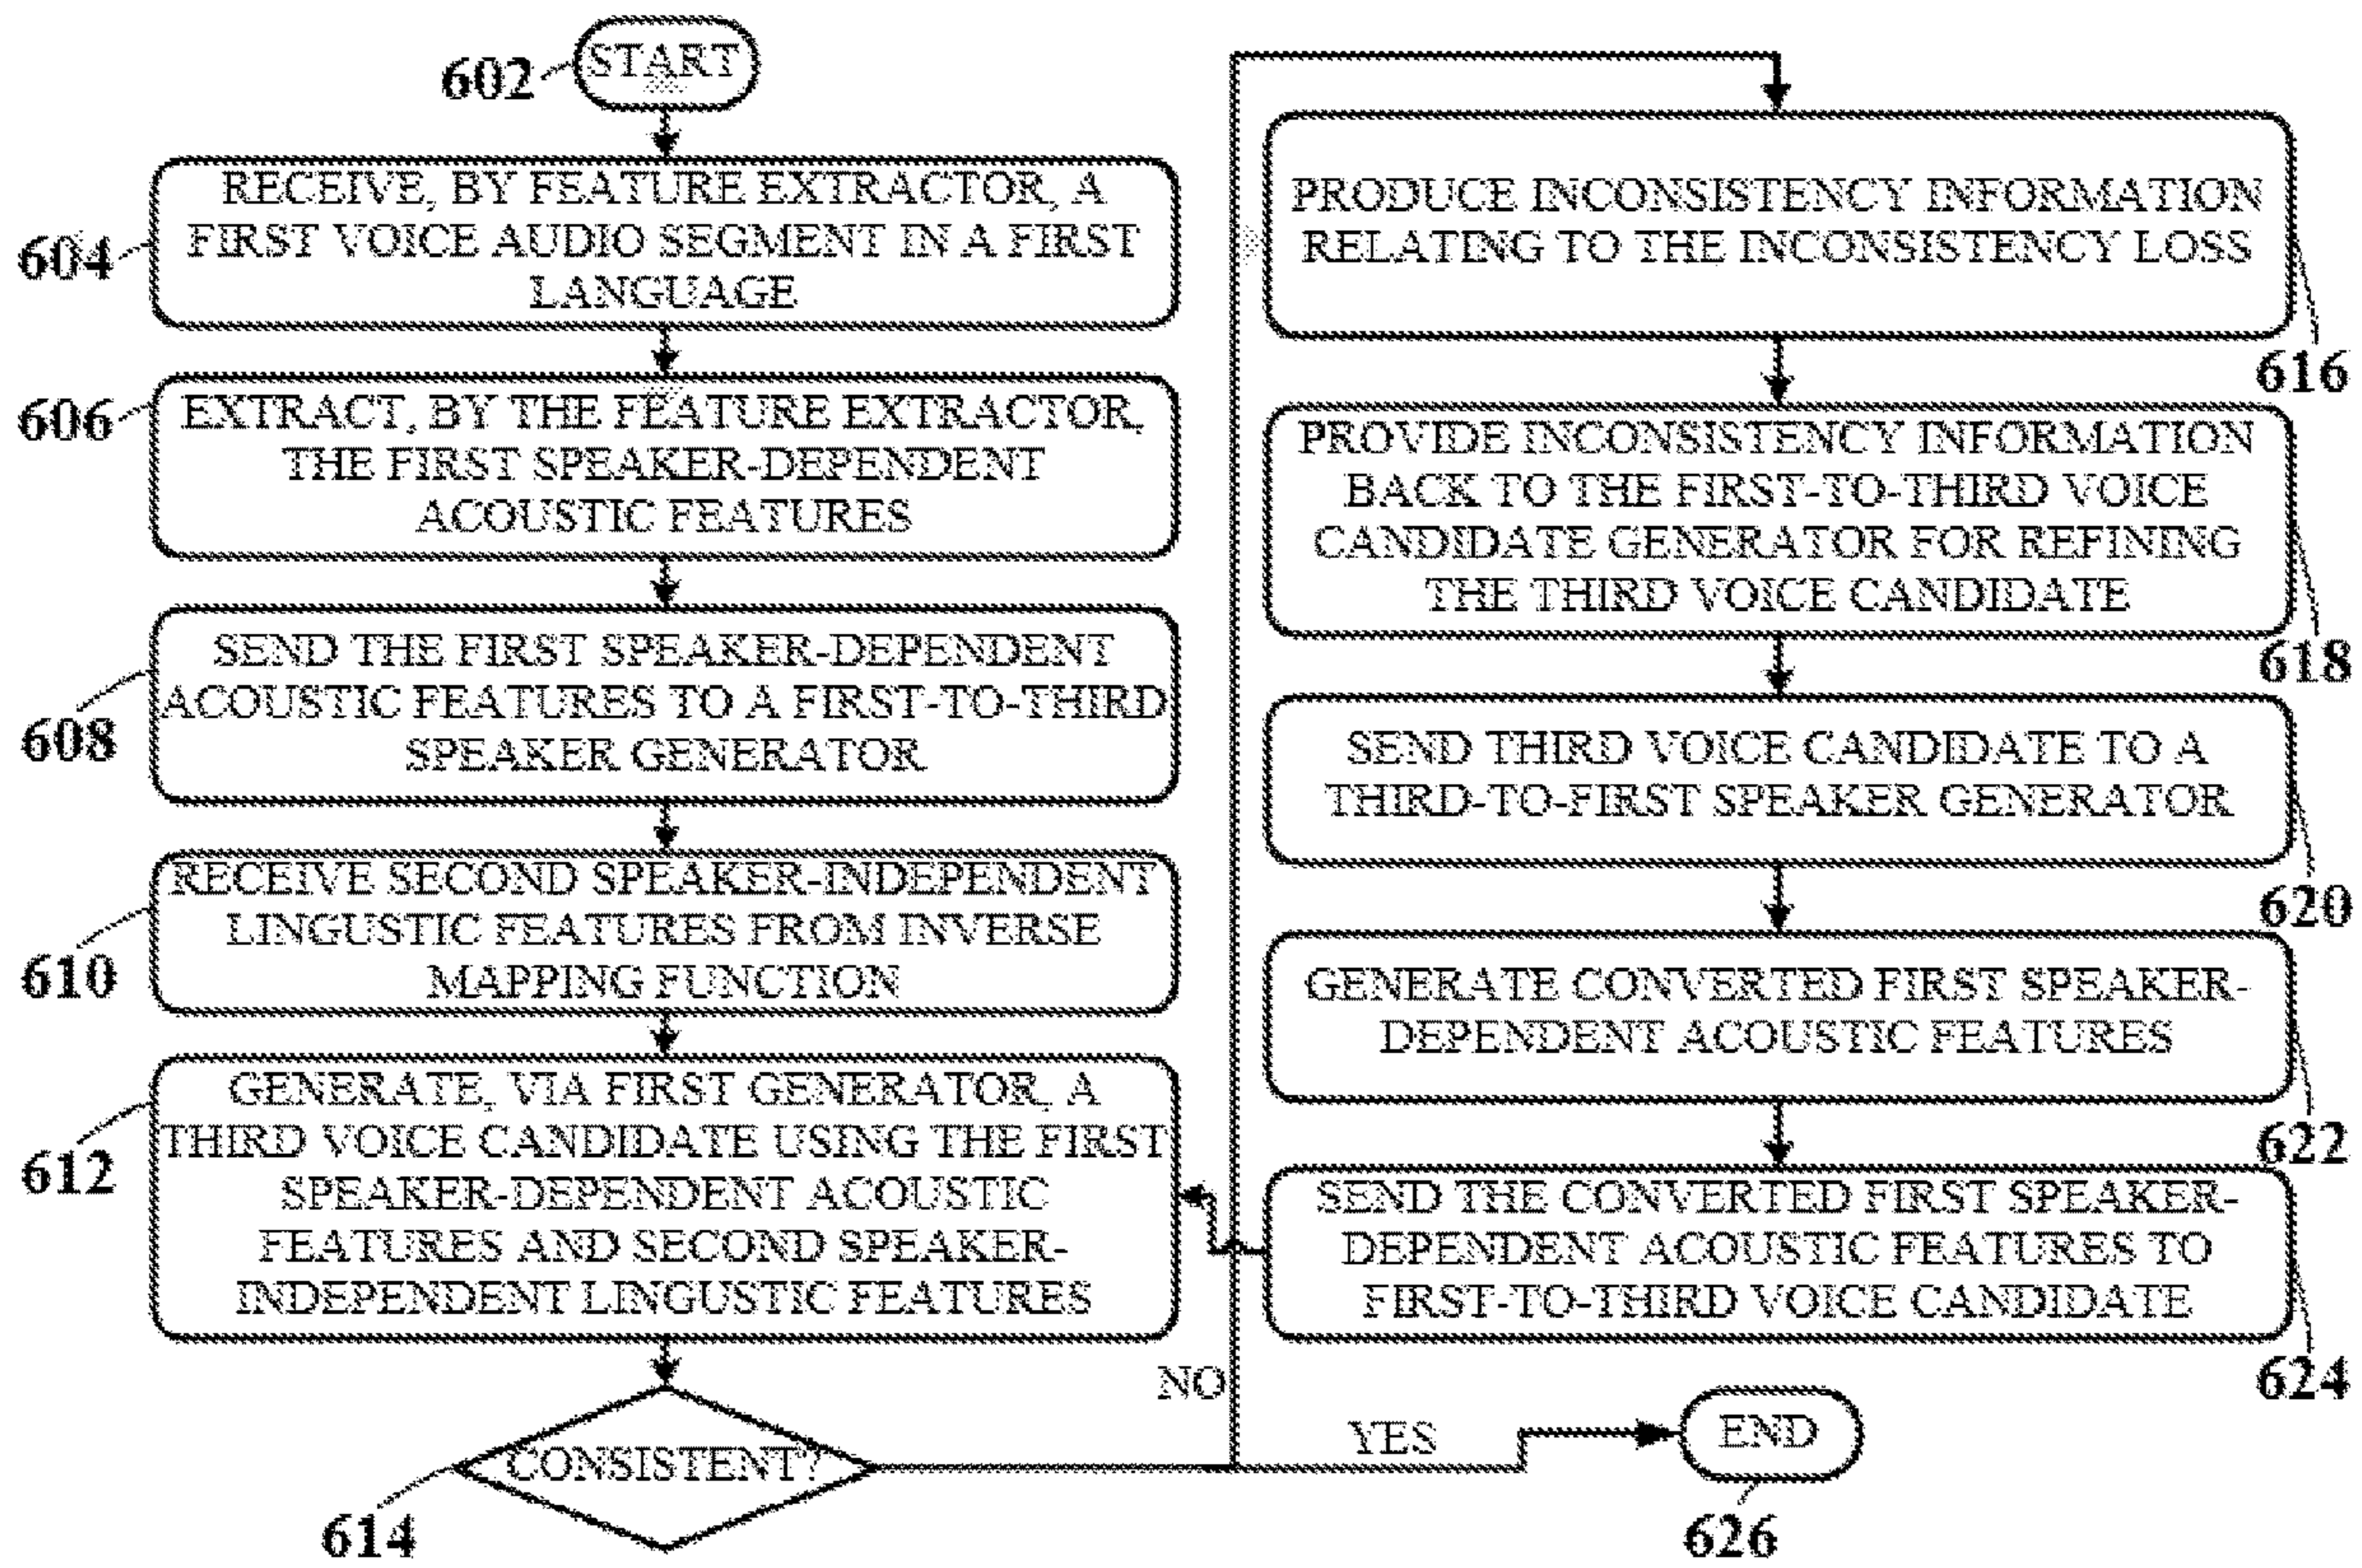 START
602
RECEIVE, BY FEATURE EXTRACTOR, A
FIRST VOICE AUDIO SEGMENT IN A FIRST
LANGUAGE
604
EXTRACT, BY THE FEATURE EXTRACTOR,
THE FIRST SPEAKER-DEPENDENT
ACOUSTIC FEATURES
606
SEND THE FIRST SPEAKER-DEPENDENT
ACOUSTIC FEATURES TO A FIRST-TO-THIRD
SPEAKER GENERATOR
608
RECEIVE SECOND SPEAKER-INDEPENDENT
LINGUSTIC FEATURES FROM INVERSE
MAPPING FUNCTION
610
GENERATE, VIA FIRST GENERATOR, A
THIRD VOICE CANDIDATE USING THE FIRST
SPEAKER-DEPENDENT ACOUSTIC
FEATURES AND SECOND SPEAKER-
INDEPENDENT LINGUSTIC FEATURES
612
CONSISTENT?
614
NO
YES
PRODUCE INCONSISTENCY INFORMATION
RELATING TO THE INCONSISTENCY LOSS
616
PROVIDE INCONSISTENCY INFORMATION
BACK TO THE FIRST-TO-THIRD VOICE
CANDIDATE GENERATOR FOR REFINING
THE THIRD VOICE CANDIDATE
618
SEND THIRD VOICE CANDIDATE TO A
THIRD-TO-FIRST SPEAKER GENERATOR
620
GENERATE CONVERTED FIRST SPEAKER-
DEPENDENT ACOUSTIC FEATURES
622
SEND THE CONVERTED FIRST SPEAKER-
DEPENDENT ACOUSTIC FEATURES TO
FIRST-TO-THIRD VOICE CANDIDATE
624
END
626